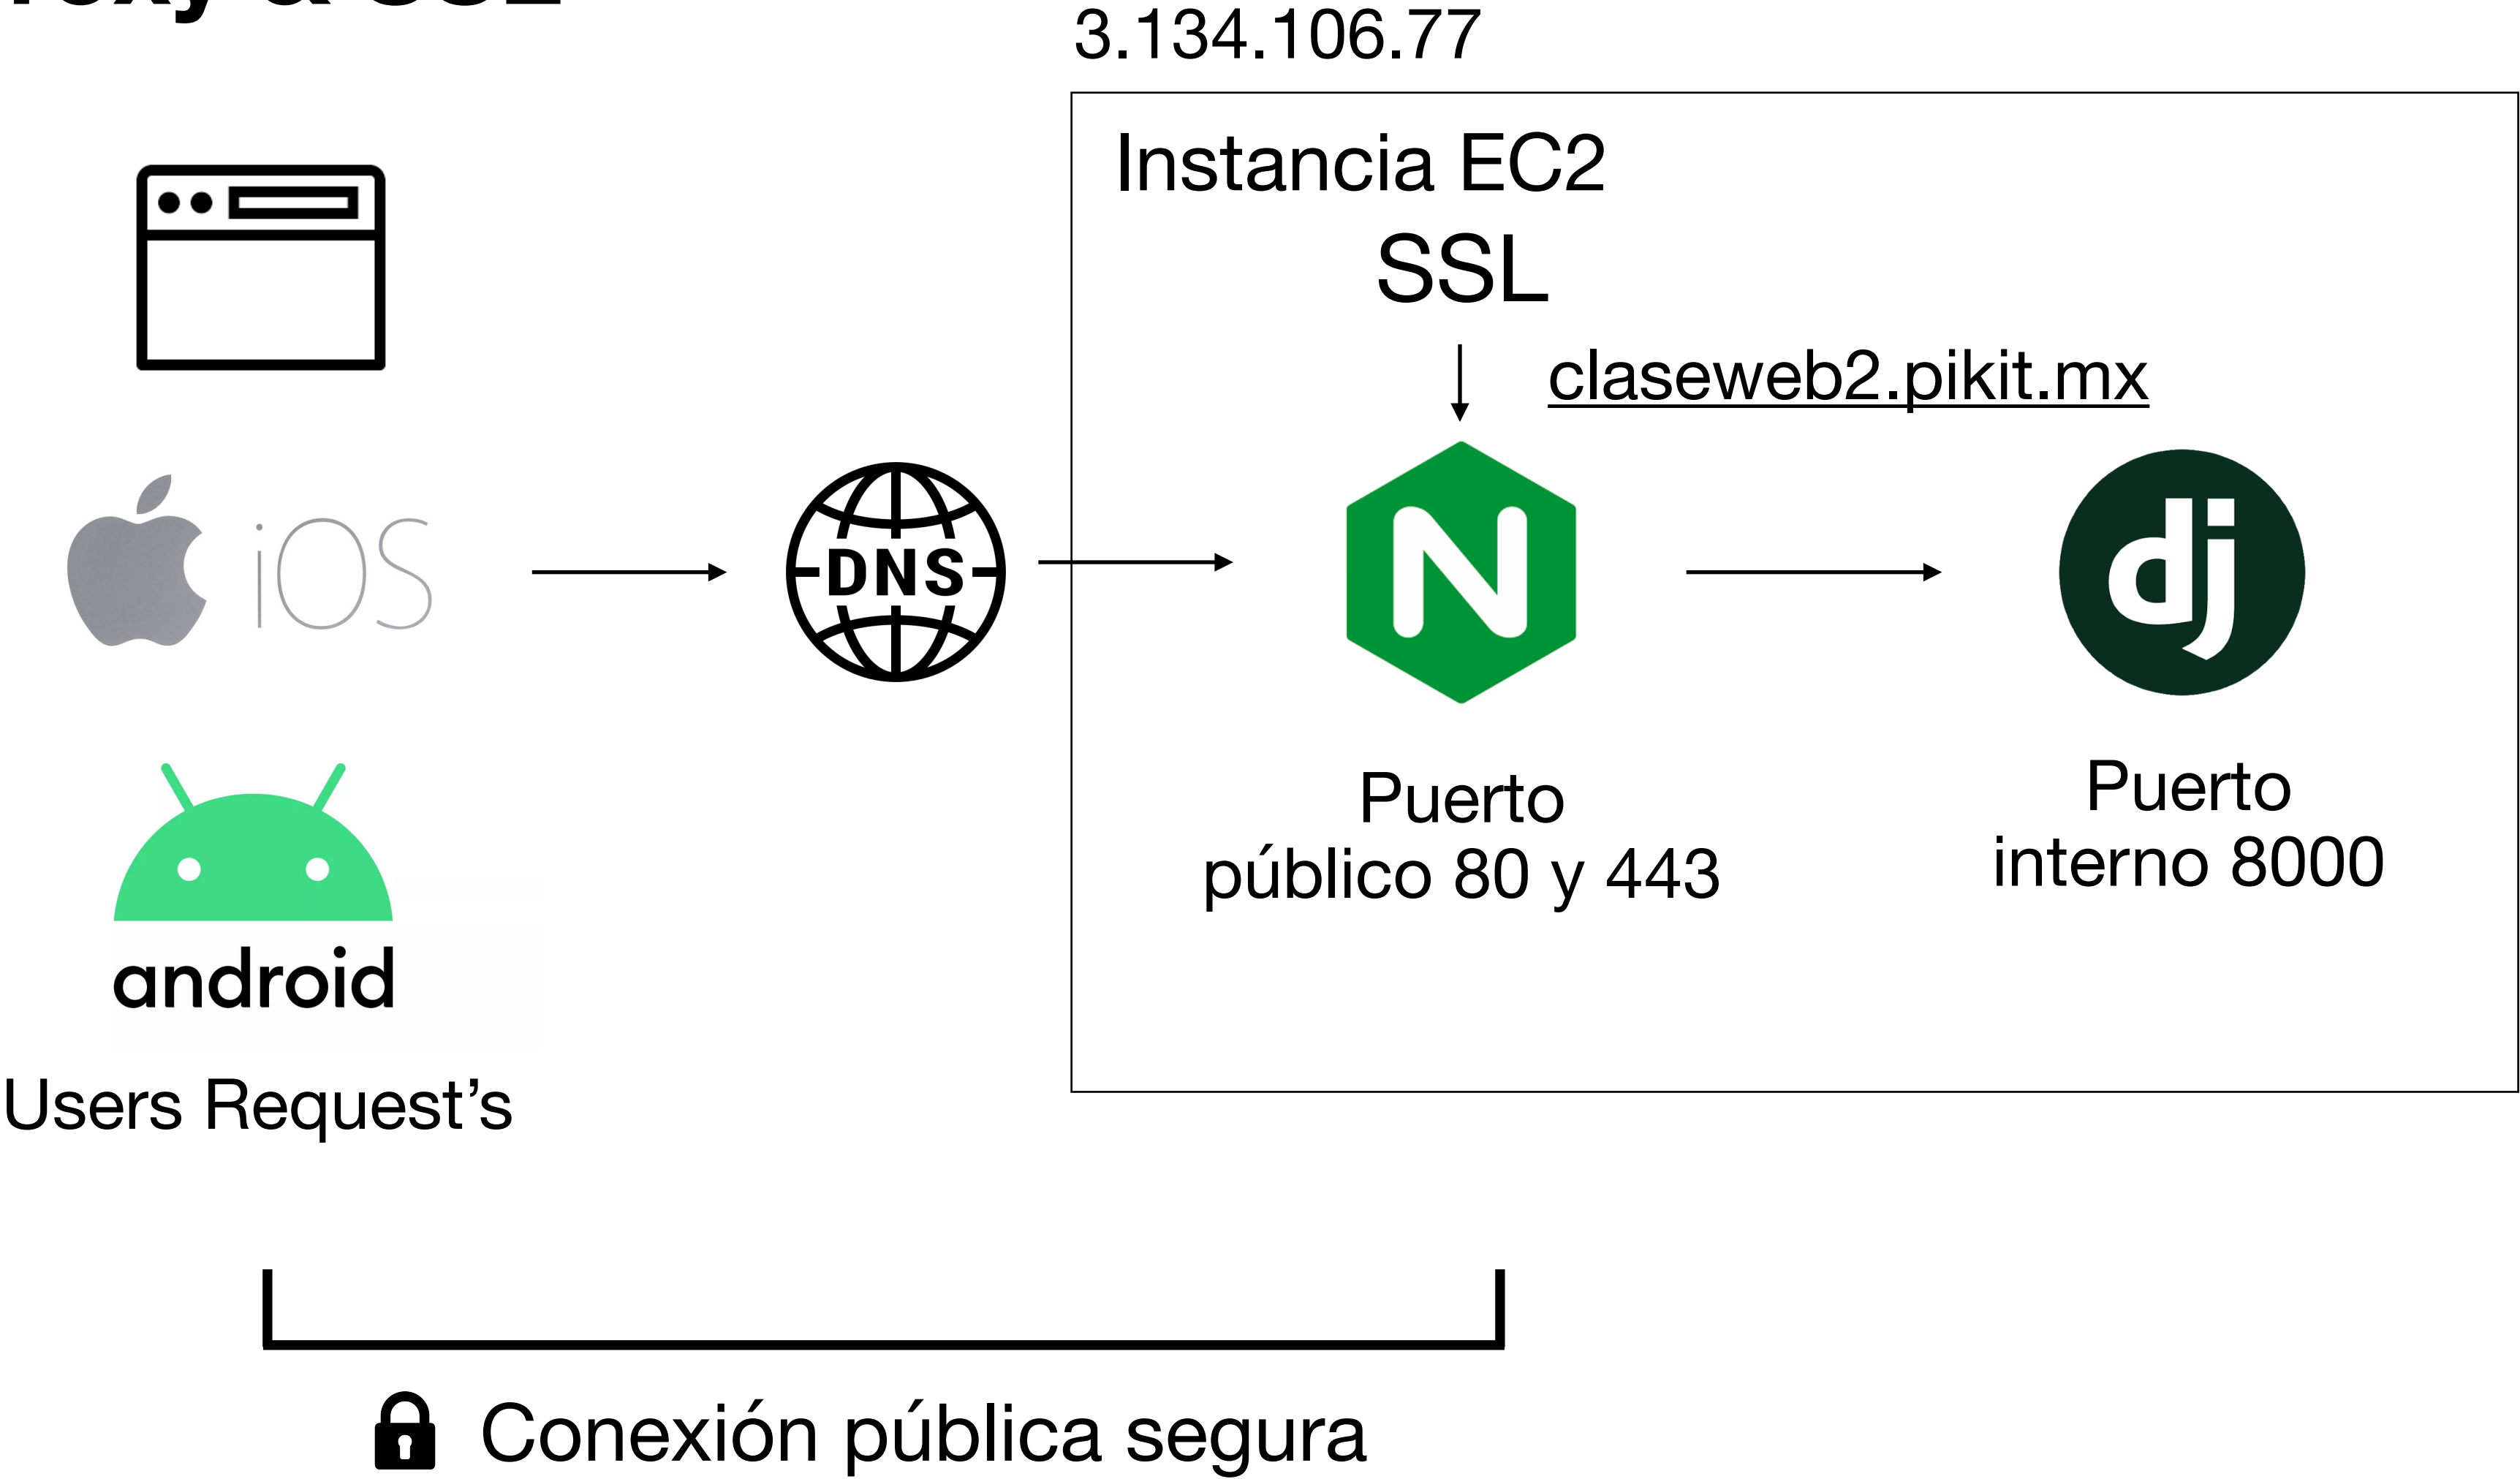 3.134.106.77
Instancia EC2
SSL
claseweb2.pikit.mx
iOS
DNS
dj
Puerto
público 80 y 443
Puerto
interno 8000
android
Users Request’s
Conexión pública segura